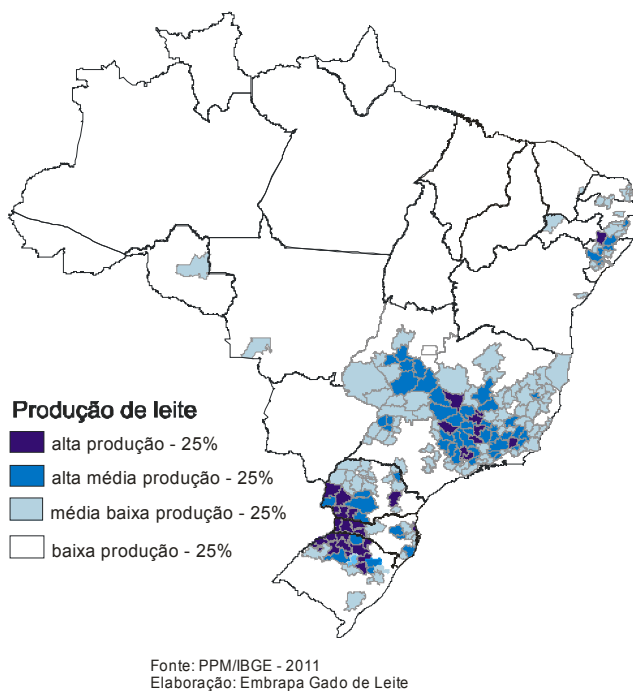 Produção de leite
alta produção - 25%
alta média produção - 25%
média baixa produção - 25%
baixa produção - 25%
Fonte: PPM/IBGE - 2011
Elaboração: Embrapa Gado de Leite